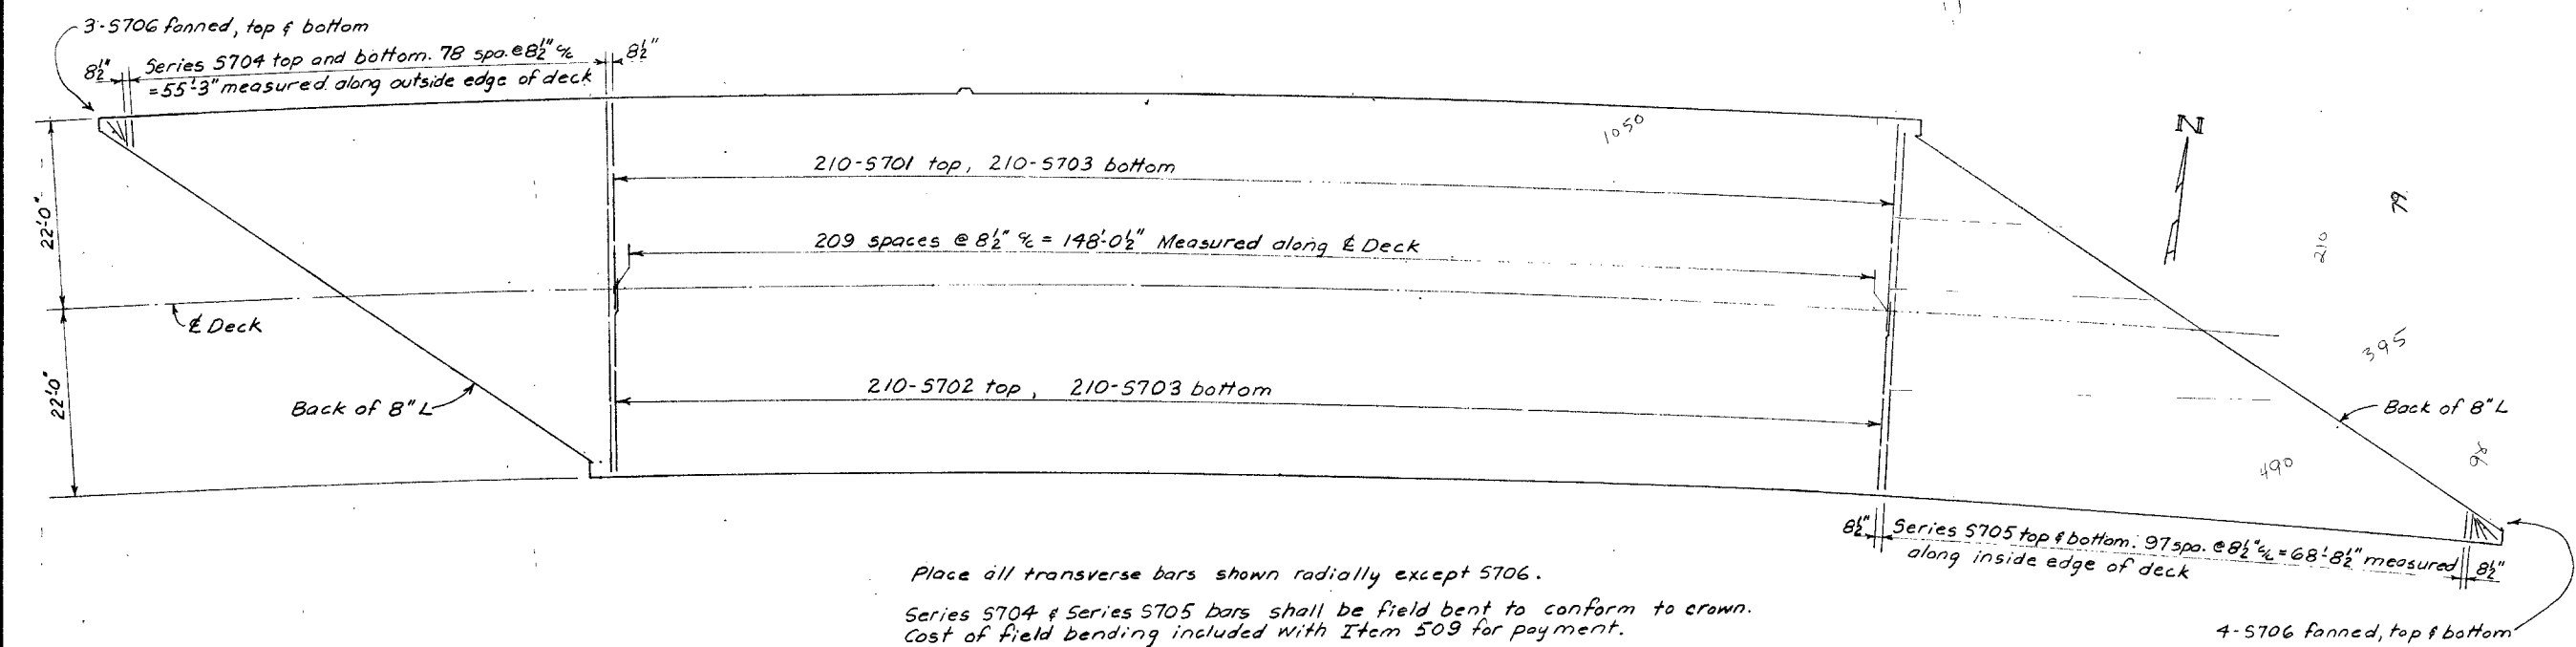 3-S706 fanned, top & bottom
8½"
Series S704 top and bottom. 78 spa. @ 8½" c/c
= 55'-3" measured along outside edge of deck
8½"
1050
N
210-S701 top, 210-S703 bottom
79
22'-0"
209 spaces @ 8½" c/c = 148'-0½" Measured along ℄ Deck
210
℄ Deck
395
22'-0"
210-S702 top, 210-S703 bottom
Back of 8" L
Back of 8" L
490
98
8½"
Series S705 top & bottom. 97 spa. @ 8½" c/c = 68'-8½" measured
along inside edge of deck
8½"
Place all transverse bars shown radially except S706.
Series S704 & Series S705 bars shall be field bent to conform to crown.
Cost of field bending included with Item 509 for payment.
4-S706 fanned, top & bottom